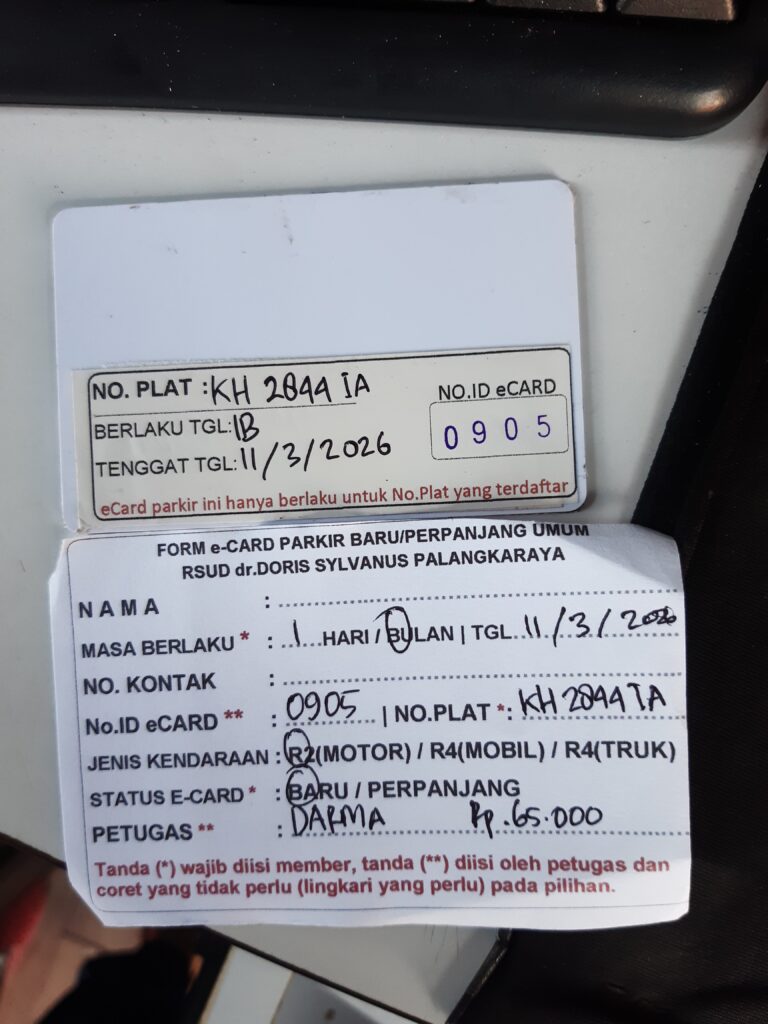 NO. PLAT : KH 2844 IA
NO.ID eCARD
0905
BERLAKU TGL: 1B
TENGGAT TGL: 11/3/2026
eCard parkir ini hanya berlaku untuk No.Plat yang terdaftar
FORM e-CARD PARKIR BARU/PERPANJANG UMUM
RSUD dr.DORIS SYLVANUS PALANGKARAYA
NAMA :
MASA BERLAKU * : 1 HARI / BULAN | TGL 11/3/2026
NO. KONTAK :
No.ID eCARD ** : 0905 | NO.PLAT *: KH 2844 IA
JENIS KENDARAAN : R2(MOTOR) / R4(MOBIL) / R4(TRUK)
STATUS E-CARD * : BARU / PERPANJANG
PETUGAS ** : DARMA Rp. 65.000
Tanda (*) wajib diisi member, tanda (**) diisi oleh petugas dan
coret yang tidak perlu (lingkari yang perlu) pada pilihan.